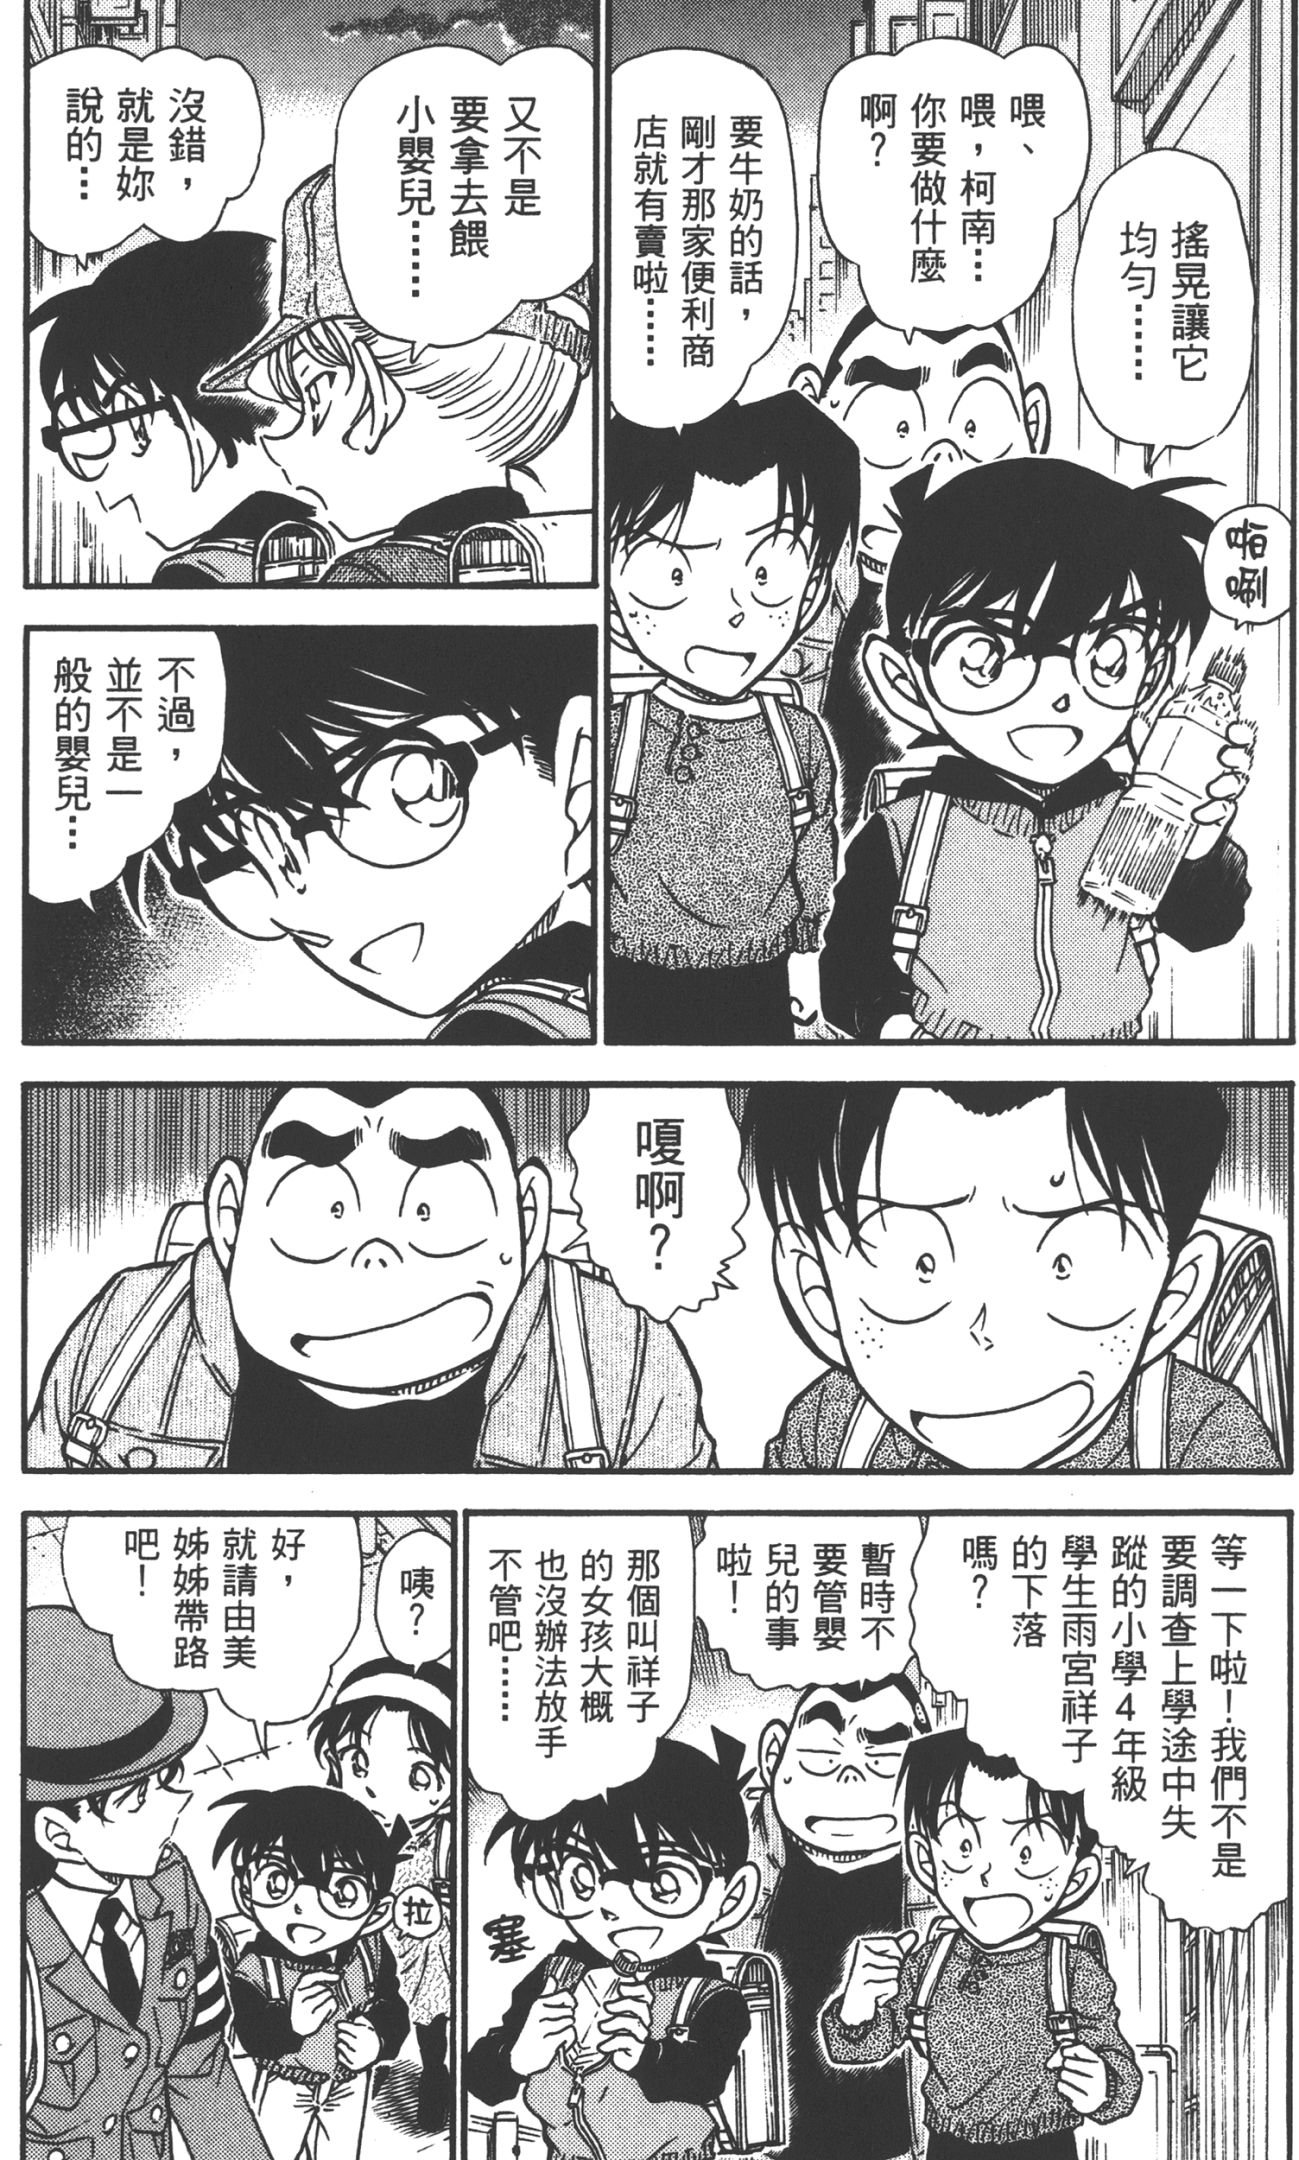 搖晃讓它
均勻……
喂、
喂，柯南…
你要做什麼
啊？
要牛奶的話，
剛才那家便利商
店就有賣啦……
啪唰
又不是
要拿去餵
小嬰兒……
沒錯，
就是妳
說的…
不過，
並不是一
般的嬰兒…
嗄啊？
等一下啦！我們不是
要調查上學途中失
蹤的小學4年級
學生雨宮祥子
的下落
嗎？
暫時不
要管嬰
兒的事
啦！
那個叫祥子
的女孩大概
也沒辦法放手
不管吧……
塞
咦？
好，
就請由美
姊姊帶路
吧！
拉